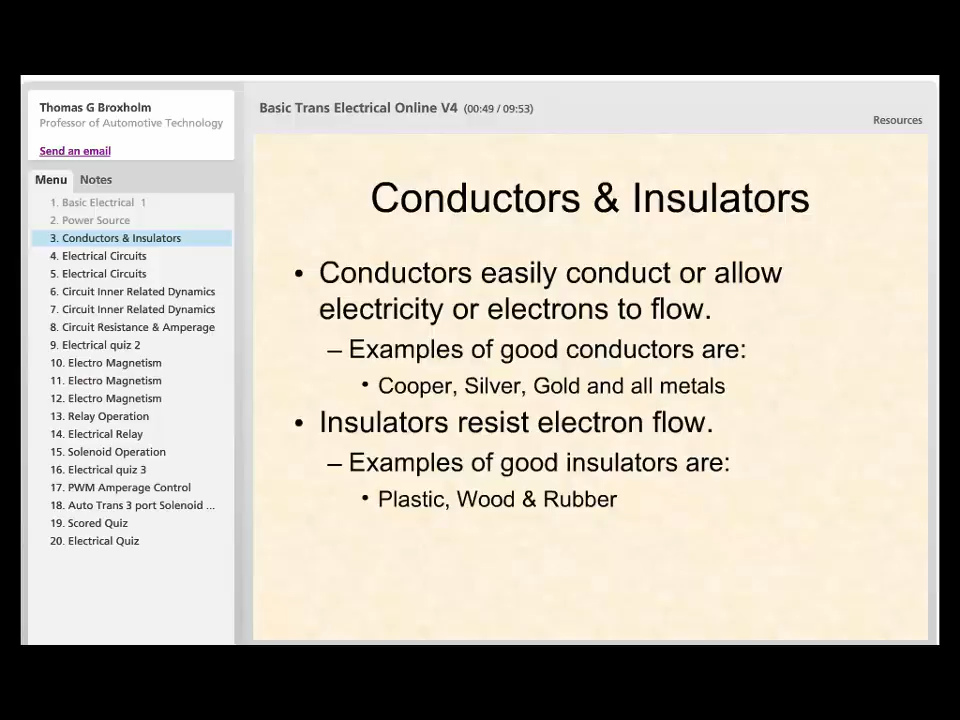 Thomas G Broxholm
Professor of Automotive Technology
Send an email
Menu Notes
1. Basic Electrical 1
2. Power Source
3. Conductors & Insulators
4. Electrical Circuits
5. Electrical Circuits
6. Circuit Inner Related Dynamics
7. Circuit Inner Related Dynamics
8. Circuit Resistance & Amperage
9. Electrical quiz 2
10. Electro Magnetism
11. Electro Magnetism
12. Electro Magnetism
13. Relay Operation
14. Electrical Relay
15. Solenoid Operation
16. Electrical quiz 3
17. PWM Amperage Control
18. Auto Trans 3 port Solenoid ...
19. Scored Quiz
20. Electrical Quiz
Basic Trans Electrical Online V4 (00:49 / 09:53)
Resources
Conductors & Insulators
• Conductors easily conduct or allow
electricity or electrons to flow.
– Examples of good conductors are:
• Cooper, Silver, Gold and all metals
• Insulators resist electron flow.
– Examples of good insulators are:
• Plastic, Wood & Rubber